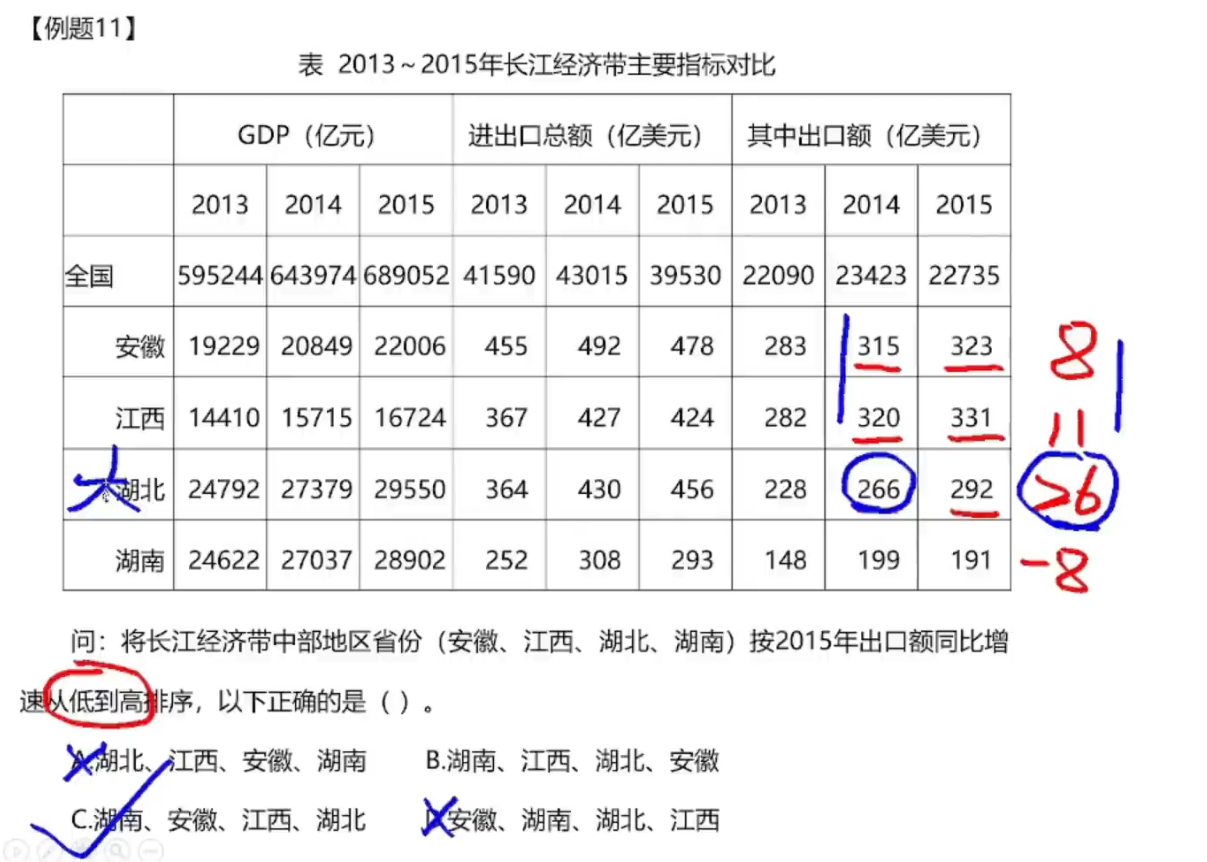 【例题11】
表 2013～2015年长江经济带主要指标对比
GDP（亿元） 进出口总额（亿美元） 其中出口额（亿美元）
2013 2014 2015 2013 2014 2015 2013 2014 2015
全国 595244 643974 689052 41590 43015 39530 22090 23423 22735
安徽 19229 20849 22006 455 492 478 283 315 323 8
江西 14410 15715 16724 367 427 424 282 320 331 11
湖北 24792 27379 29550 364 430 456 228 266 292 26
湖南 24622 27037 28902 252 308 293 148 199 191 -8
问：将长江经济带中部地区省份（安徽、江西、湖北、湖南）按2015年出口额同比增
速从低到高排序，以下正确的是（ ）。
A.湖北、江西、安徽、湖南 B.湖南、江西、湖北、安徽
C.湖南、安徽、江西、湖北 D.安徽、湖南、湖北、江西